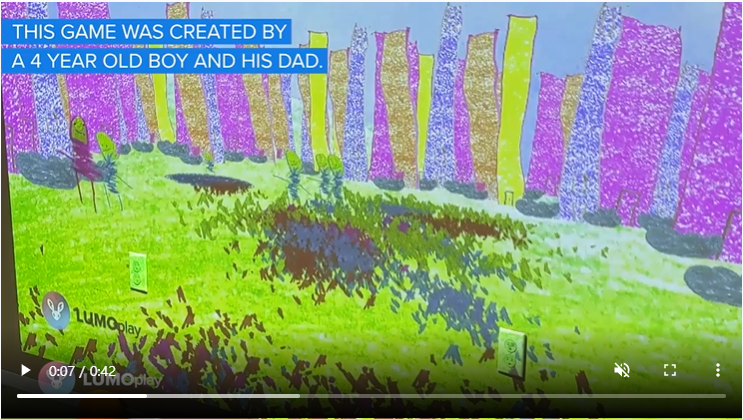 THIS GAME WAS CREATED BY
A 4 YEAR OLD BOY AND HIS DAD.
LUMOplay
0:07 / 0:42
LUMOplay